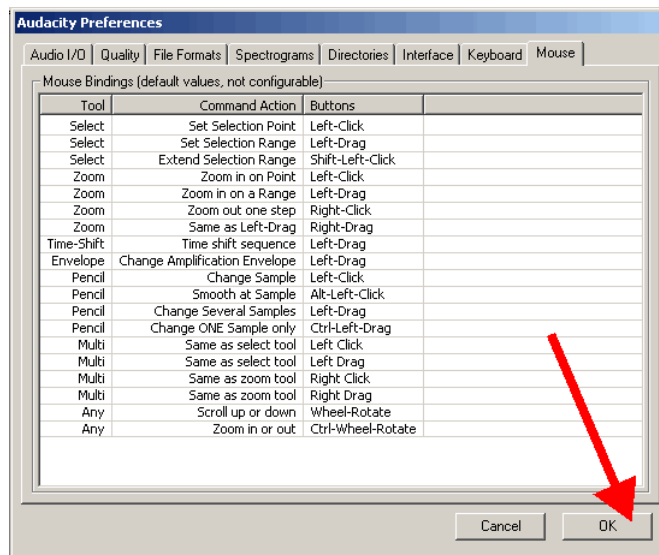 Audacity Preferences
Audio I/O Quality File Formats Spectrograms Directories Interface Keyboard Mouse
Mouse Bindings (default values, not configurable)
Tool Command Action Buttons
Select Set Selection Point Left-Click
Select Set Selection Range Left-Drag
Select Extend Selection Range Shift-Left-Click
Zoom Zoom in on Point Left-Click
Zoom Zoom in on a Range Left-Drag
Zoom Zoom out one step Right-Click
Zoom Same as Left-Drag Right-Drag
Time-Shift Time shift sequence Left-Drag
Envelope Change Amplification Envelope Left-Drag
Pencil Change Sample Left-Click
Pencil Smooth at Sample Alt-Left-Click
Pencil Change Several Samples Left-Drag
Pencil Change ONE Sample only Ctrl-Left-Drag
Multi Same as select tool Left Click
Multi Same as select tool Left Drag
Multi Same as zoom tool Right Click
Multi Same as zoom tool Right Drag
Any Scroll up or down Wheel-Rotate
Any Zoom in or out Ctrl-Wheel-Rotate
Cancel OK